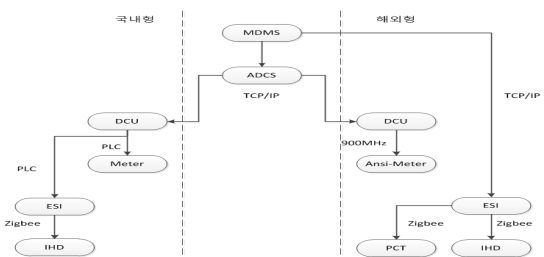 국내형
해외형
MDMS
ADCS
TCP/IP
TCP/IP
DCU
DCU
PLC
900MHz
Meter
Ansi-Meter
PLC
ESI
ESI
Zigbee
Zigbee
Zigbee
IHD
PCT
IHD